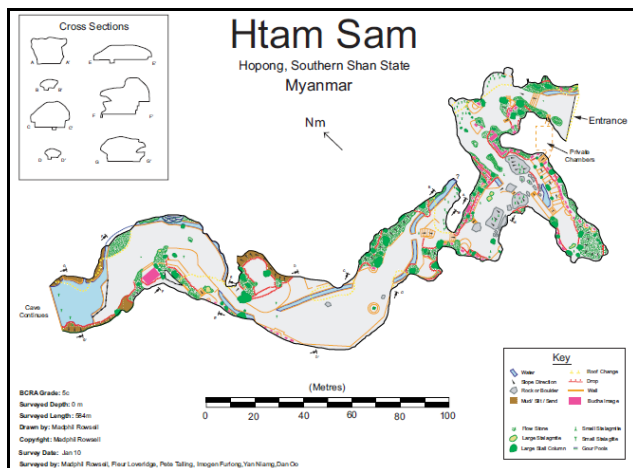 Cross Sections
A A'
E E'
B B'
F F'
C C'
D D'
G G'
Htam Sam
Hopong, Southern Shan State
Myanmar
Nm
Entrance
Private
Chambers
Cave
Continues
BCRA Grade: 5c
Surveyed Depth: 0 m
Surveyed Length: 584m
Drawn by: Madphil Rowsell
Copyright: Madphil Rowsell
Survey Date: Jan 10
Surveyed by: Madphil Rowsell, Fleur Loveridge, Pete Talling, Imogen Furlong,Yan Niang,Dan Oo
(Metres)
0 20 40 60 80 100
Key
Water
Roof Change
Slope Direction
Drop
Rock or Boulder
Wall
Mud/ Silt / Sand
Budha Image
Flow Stone
Small Stalagmite
Large Stalagmite
Small Stalagtite
Large Stall Column
Gour Pools